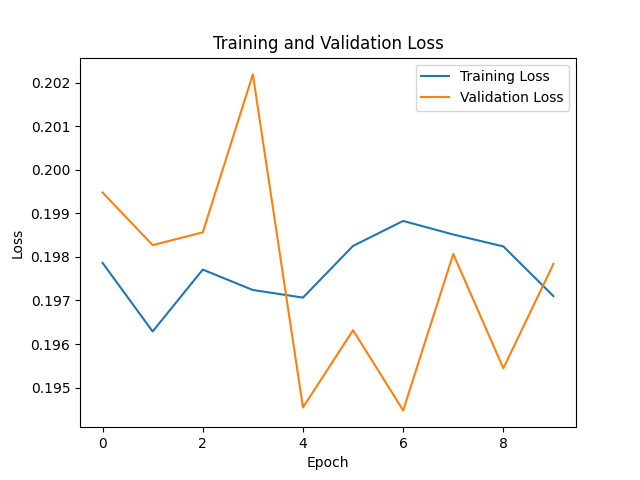 Training and Validation Loss
Training Loss
Validation Loss
0.202
0.201
0.200
0.199
0.198
0.197
0.196
0.195
Loss
0 2 4 6 8
Epoch